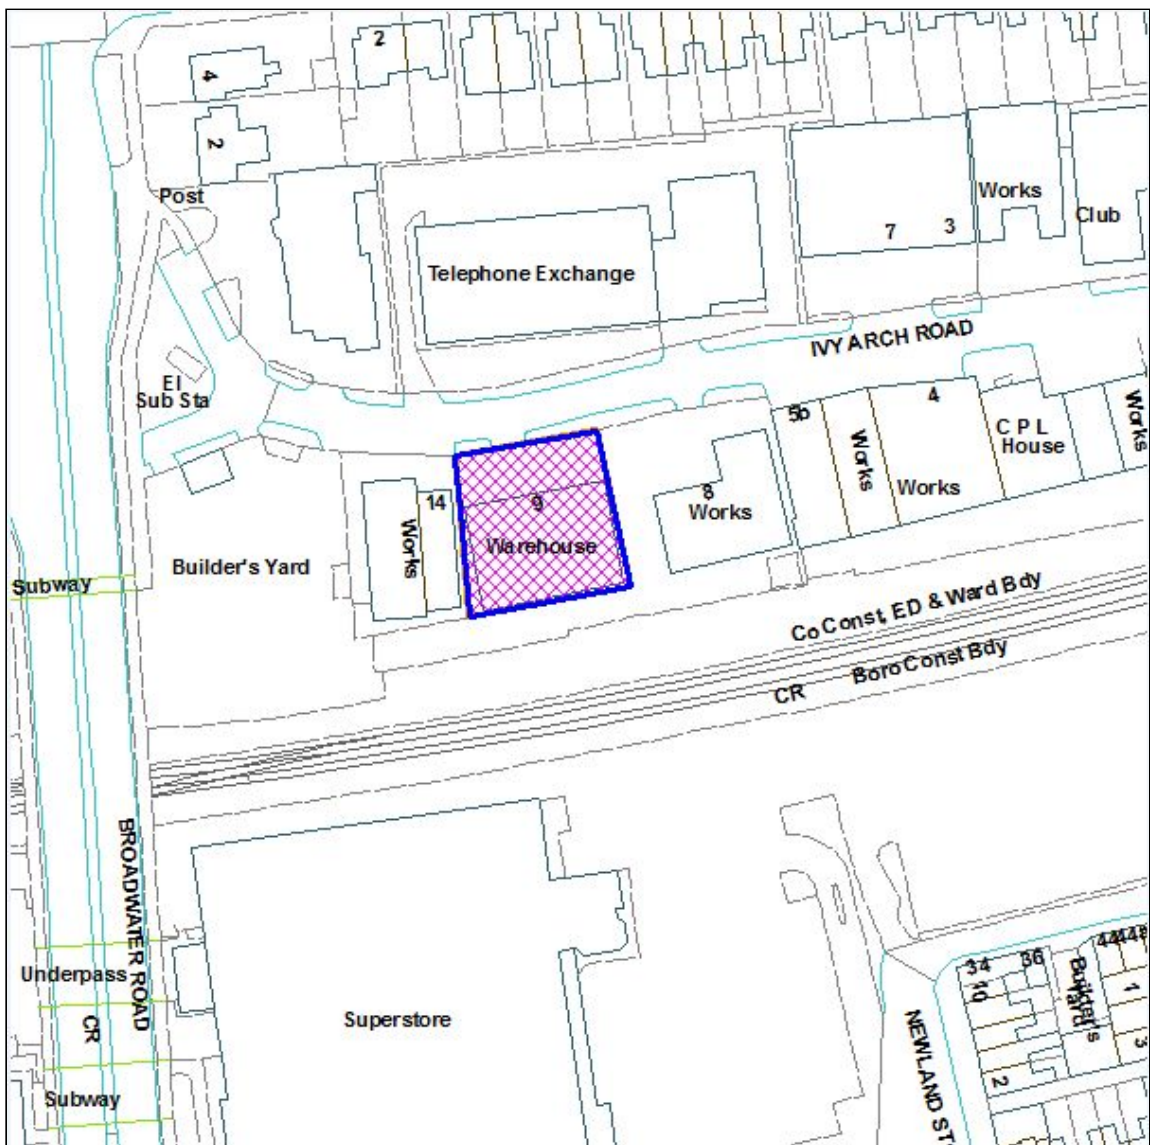 2
4
2
Post
Works
Club
7
3
Telephone Exchange
IVY ARCH ROAD
El
Sub Sta
5b
4
Works
C P L
House
Works
Works
14
9
8
Works
Works
Warehouse
Builder's Yard
Subway
Co Const, ED & Ward Bdy
Boro Const Bdy
CR
BROADWATER ROAD
Underpass
CR
Superstore
Subway
34
36
44
44a
10
Builder's
Yard
1
3
2
NEWLAND ST